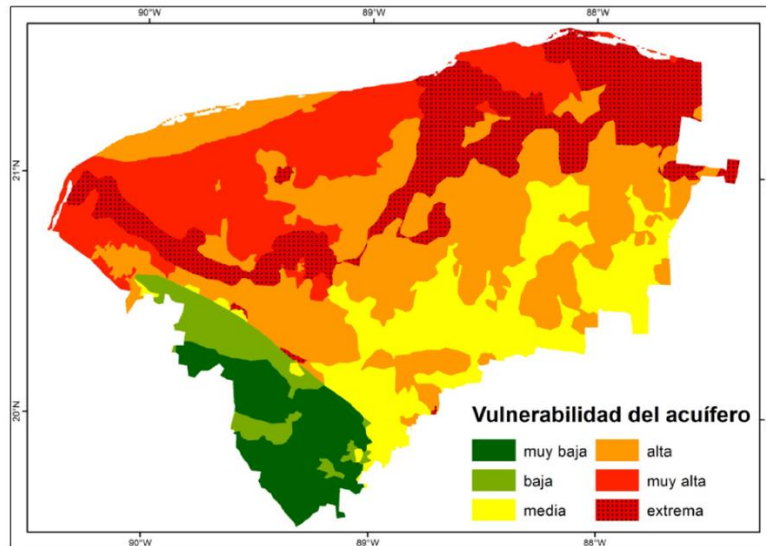 90°W 89°W 88°W
21°N
20°N
Vulnerabilidad del acuífero
muy baja alta
baja muy alta
media extrema
90°W 89°W 88°W